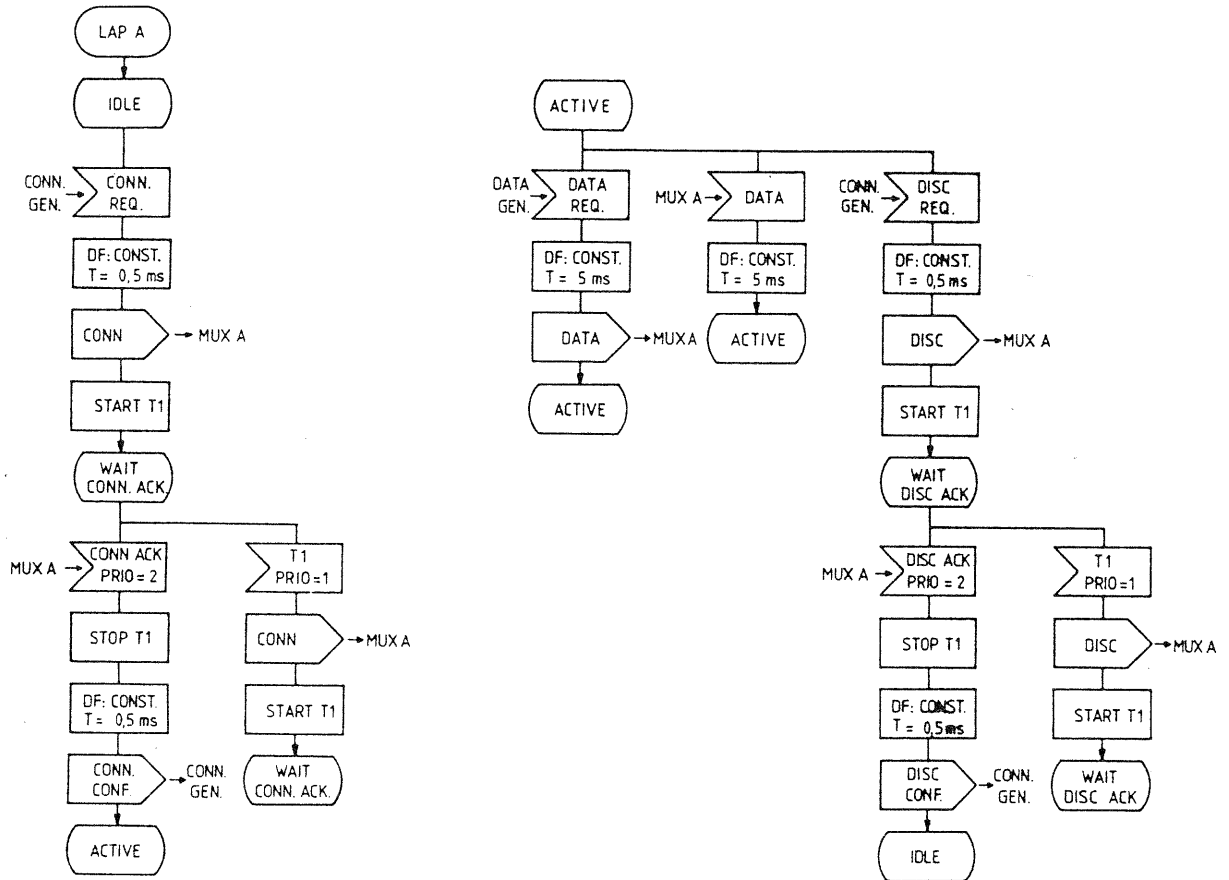 LAP A
IDLE
CONN.
GEN.
CONN.
REQ.
DF: CONST.
T = 0,5 ms
CONN
MUX A
START T1
WAIT
CONN. ACK.
MUX A
CONN ACK
PRIO = 2
STOP T1
DF: CONST.
T = 0,5 ms
CONN.
CONF.
CONN.
GEN.
ACTIVE
T1
PRIO = 1
CONN
MUX A
START T1
WAIT
CONN. ACK.
ACTIVE
DATA
GEN.
DATA
REQ.
DF: CONST.
T = 5 ms
DATA
MUX A
ACTIVE
MUX A
DATA
DF: CONST.
T = 5 ms
ACTIVE
CONN.
GEN.
DISC
REQ.
DF: CONST.
T = 0,5 ms
DISC
MUX A
START T1
WAIT
DISC ACK
MUX A
DISC ACK
PRIO = 2
STOP T1
DF: CONST.
T = 0,5 ms
DISC
CONF.
CONN.
GEN.
IDLE
T1
PRIO = 1
DISC
MUX A
START T1
WAIT
DISC ACK